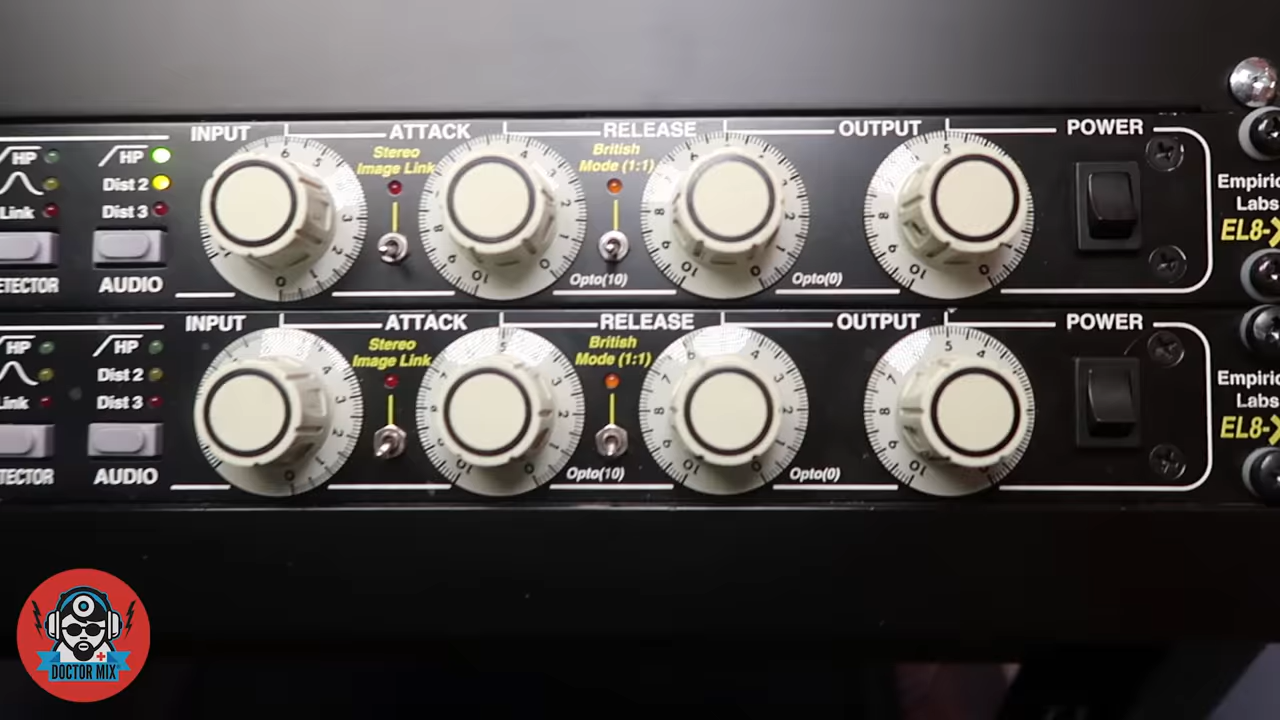 INPUT ATTACK RELEASE OUTPUT POWER
HP HP Stereo Image Link British Mode (1:1)
Dist 2
Link Dist 3
Empiric
Labs
EL8-X
ETECTOR AUDIO Opto(10) Opto(0)
INPUT ATTACK RELEASE OUTPUT POWER
HP HP Stereo Image Link British Mode (1:1)
Dist 2
Link Dist 3
Empiric
Labs
EL8-X
ETECTOR AUDIO Opto(10) Opto(0)
DOCTOR MIX